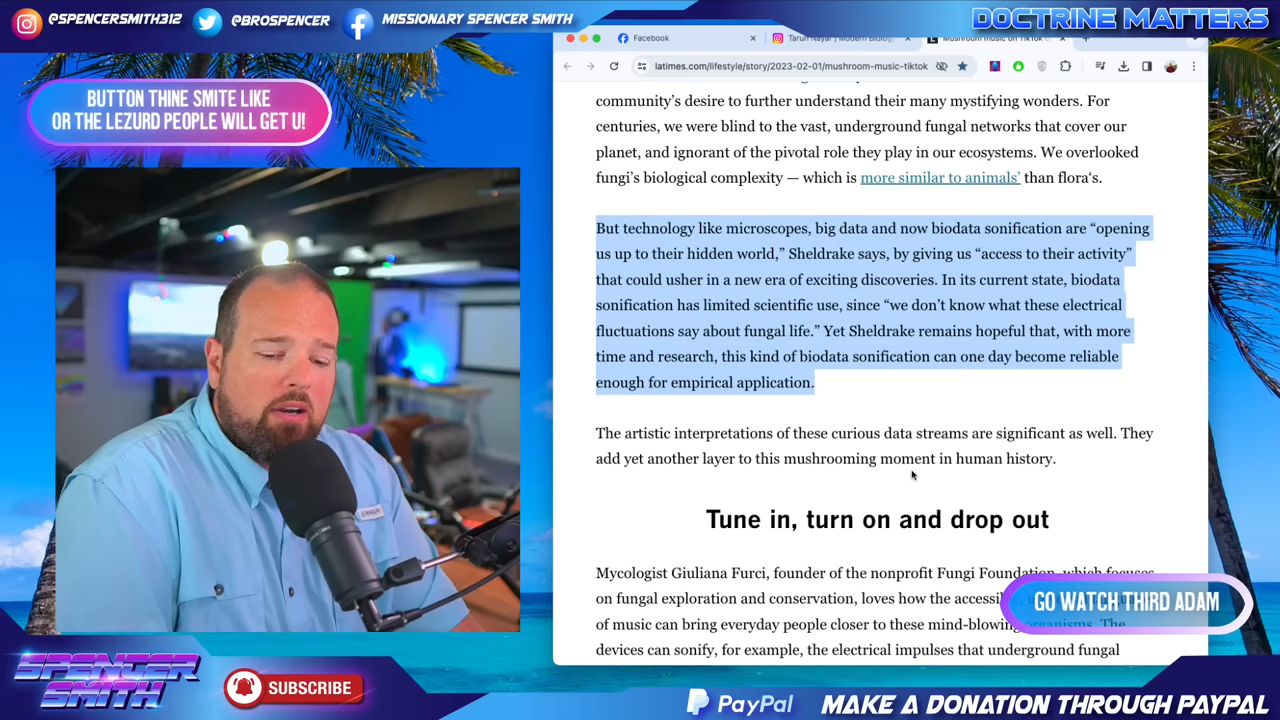 @SPENCERSMITH312
@BROSPENCER
MISSIONARY SPENCER SMITH
DOCTRINE MATTERS
BUTTON THINE SMITE LIKE
OR THE LEZURD PEOPLE WILL GET U!
Facebook
Tarun Nayar | Modern Biolog
Mushroom music on TikTok
latimes.com/lifestyle/story/2023-02-01/mushroom-music-tiktok
community’s desire to further understand their many mystifying wonders. For
centuries, we were blind to the vast, underground fungal networks that cover our
planet, and ignorant of the pivotal role they play in our ecosystems. We overlooked
fungi’s biological complexity — which is more similar to animals’ than flora‘s.
But technology like microscopes, big data and now biodata sonification are “opening
us up to their hidden world,” Sheldrake says, by giving us “access to their activity”
that could usher in a new era of exciting discoveries. In its current state, biodata
sonification has limited scientific use, since “we don’t know what these electrical
fluctuations say about fungal life.” Yet Sheldrake remains hopeful that, with more
time and research, this kind of biodata sonification can one day become reliable
enough for empirical application.
The artistic interpretations of these curious data streams are significant as well. They
add yet another layer to this mushrooming moment in human history.
Tune in, turn on and drop out
Mycologist Giuliana Furci, founder of the nonprofit Fungi Foundation, which focuses
on fungal exploration and conservation, loves how the
of music can bring everyday people closer to these mind-blowing organisms. The
devices can sonify, for example, the electrical impulses that underground fungal
GO WATCH THIRD ADAM
SPENCER
SMITH
SUBSCRIBE
PayPal
MAKE A DONATION THROUGH PAYPAL